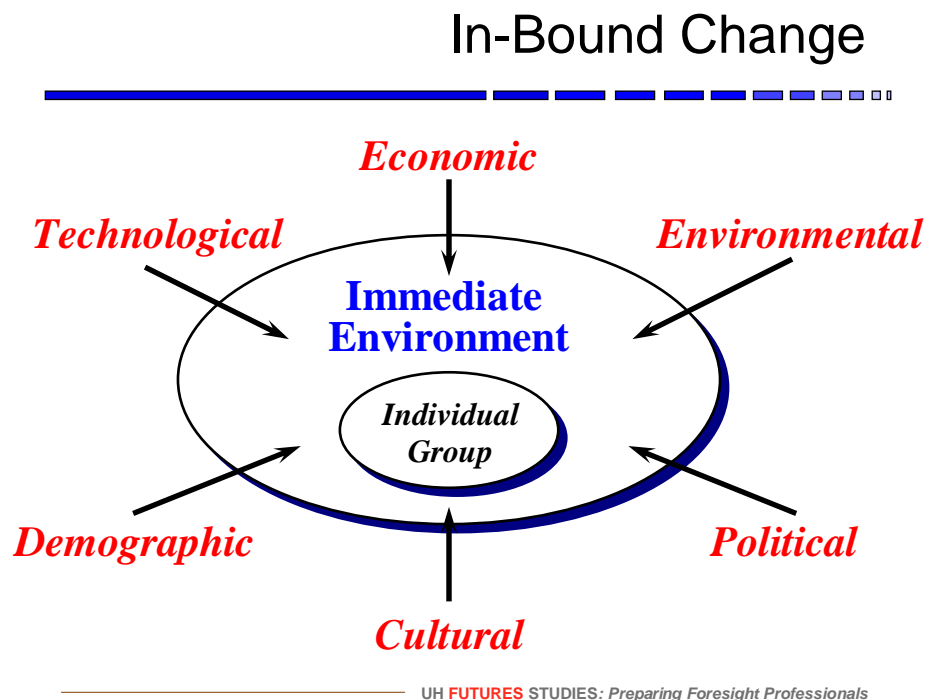 In-Bound Change
Economic
Technological
Environmental
Immediate
Environment
Individual
Group
Demographic
Political
Cultural
UH FUTURES STUDIES: Preparing Foresight Professionals